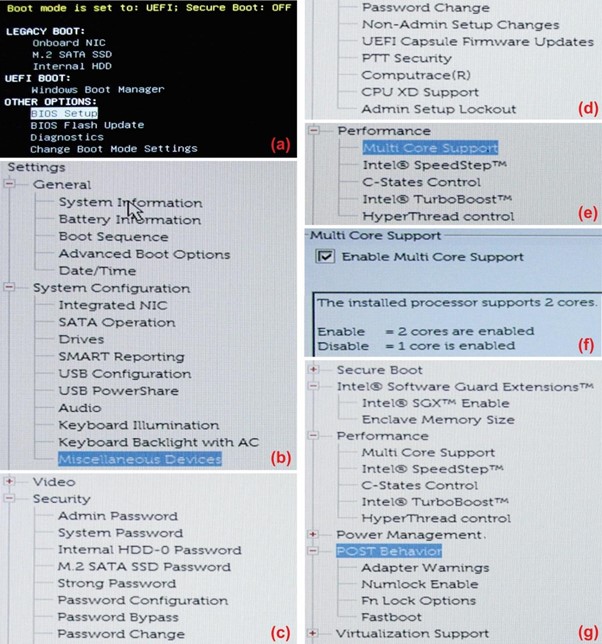 Boot mode is set to: UEFI; Secure Boot: OFF
LEGACY BOOT:
Onboard NIC
M.2 SATA SSD
Internal HDD
UEFI BOOT:
Windows Boot Manager
OTHER OPTIONS:
BIOS Setup
BIOS Flash Update
Diagnostics
Change Boot Mode Settings
(a)
Settings
General
System Information
Battery Information
Boot Sequence
Advanced Boot Options
Date/Time
System Configuration
Integrated NIC
SATA Operation
Drives
SMART Reporting
USB Configuration
USB PowerShare
Audio
Keyboard Illumination
Keyboard Backlight with AC
Miscellaneous Devices
(b)
Video
Security
Admin Password
System Password
Internal HDD-0 Password
M.2 SATA SSD Password
Strong Password
Password Configuration
Password Bypass
Password Change
(c)
Password Change
Non-Admin Setup Changes
UEFI Capsule Firmware Updates
PTT Security
Computrace(R)
CPU XD Support
Admin Setup Lockout
(d)
Performance
Multi Core Support
Intel® SpeedStep™
C-States Control
Intel® TurboBoost™
HyperThread control
(e)
Multi Core Support
Enable Multi Core Support
The installed processor supports 2 cores.
Enable = 2 cores are enabled
Disable = 1 core is enabled
(f)
Secure Boot
Intel® Software Guard Extensions™
Intel® SGX™ Enable
Enclave Memory Size
Performance
Multi Core Support
Intel® SpeedStep™
C-States Control
Intel® TurboBoost™
HyperThread control
Power Management
POST Behavior
Adapter Warnings
Numlock Enable
Fn Lock Options
Fastboot
Virtualization Support
(g)